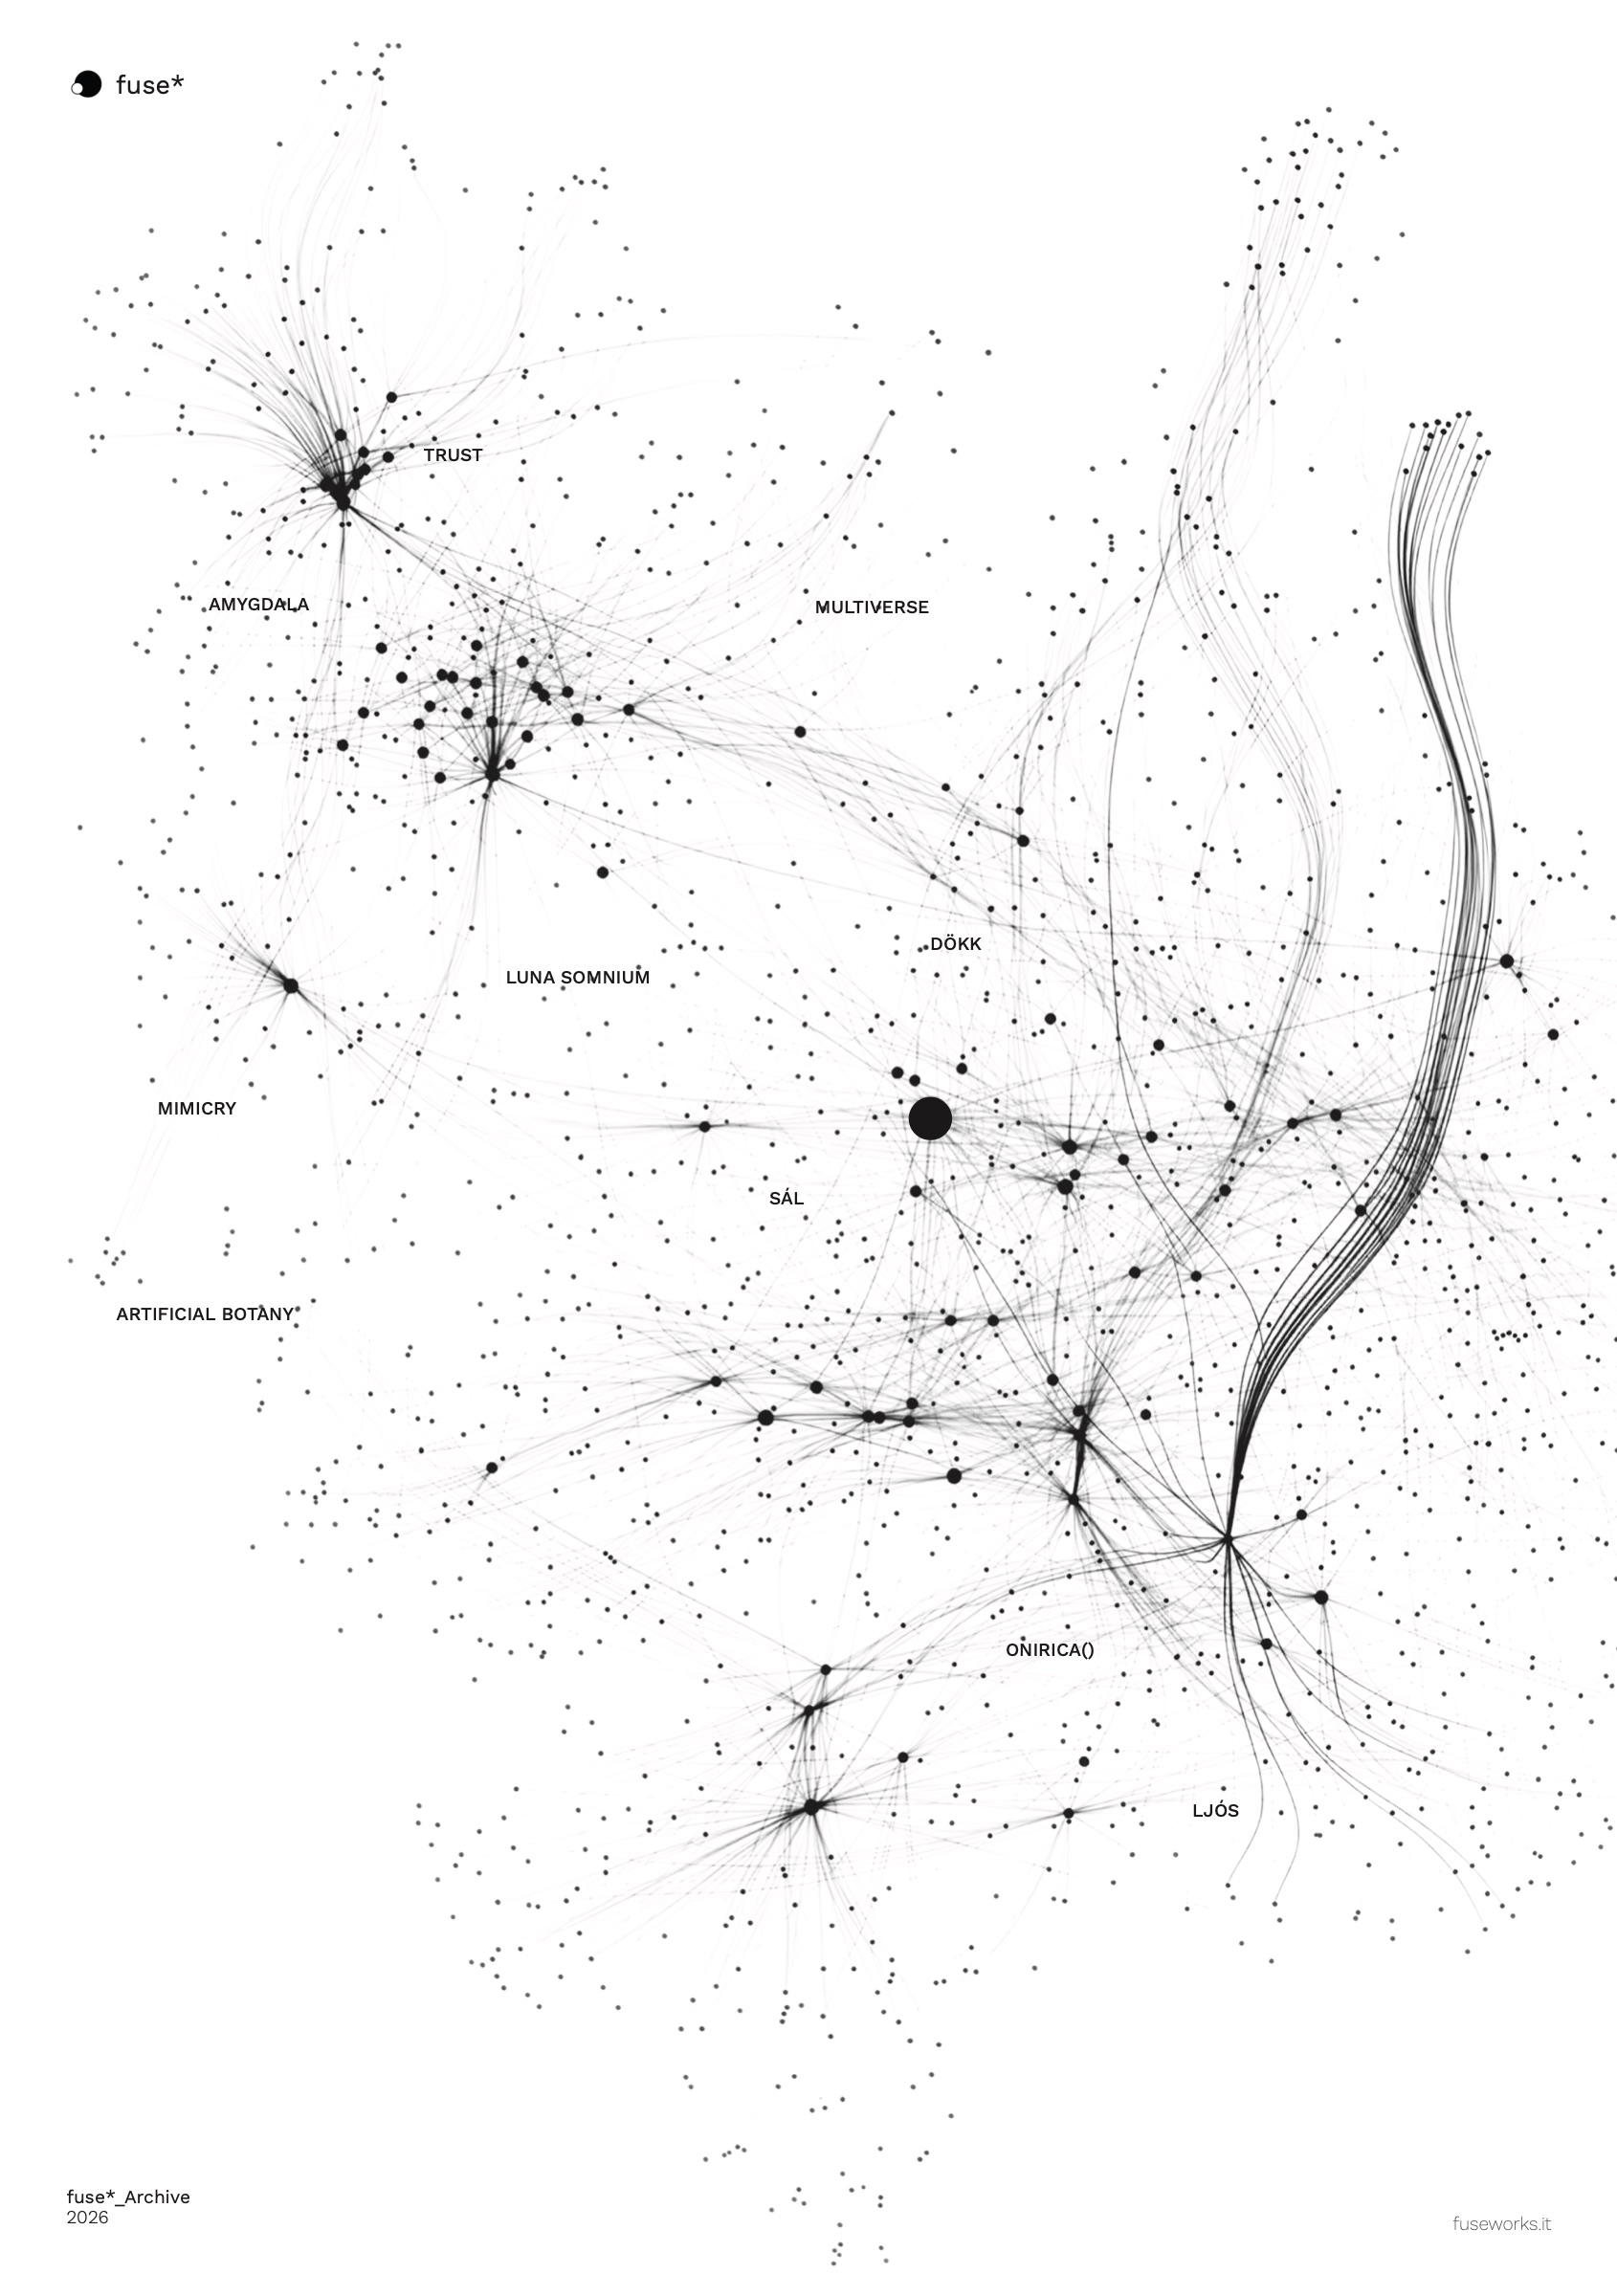 fuse*
TRUST
AMYGDALA
MULTIVERSE
DÖKK
LUNA SOMNIUM
MIMICRY
SÁL
ARTIFICIAL BOTANY
ONIRICA()
LJÓS
fuse*_Archive
2026
fuseworks.it